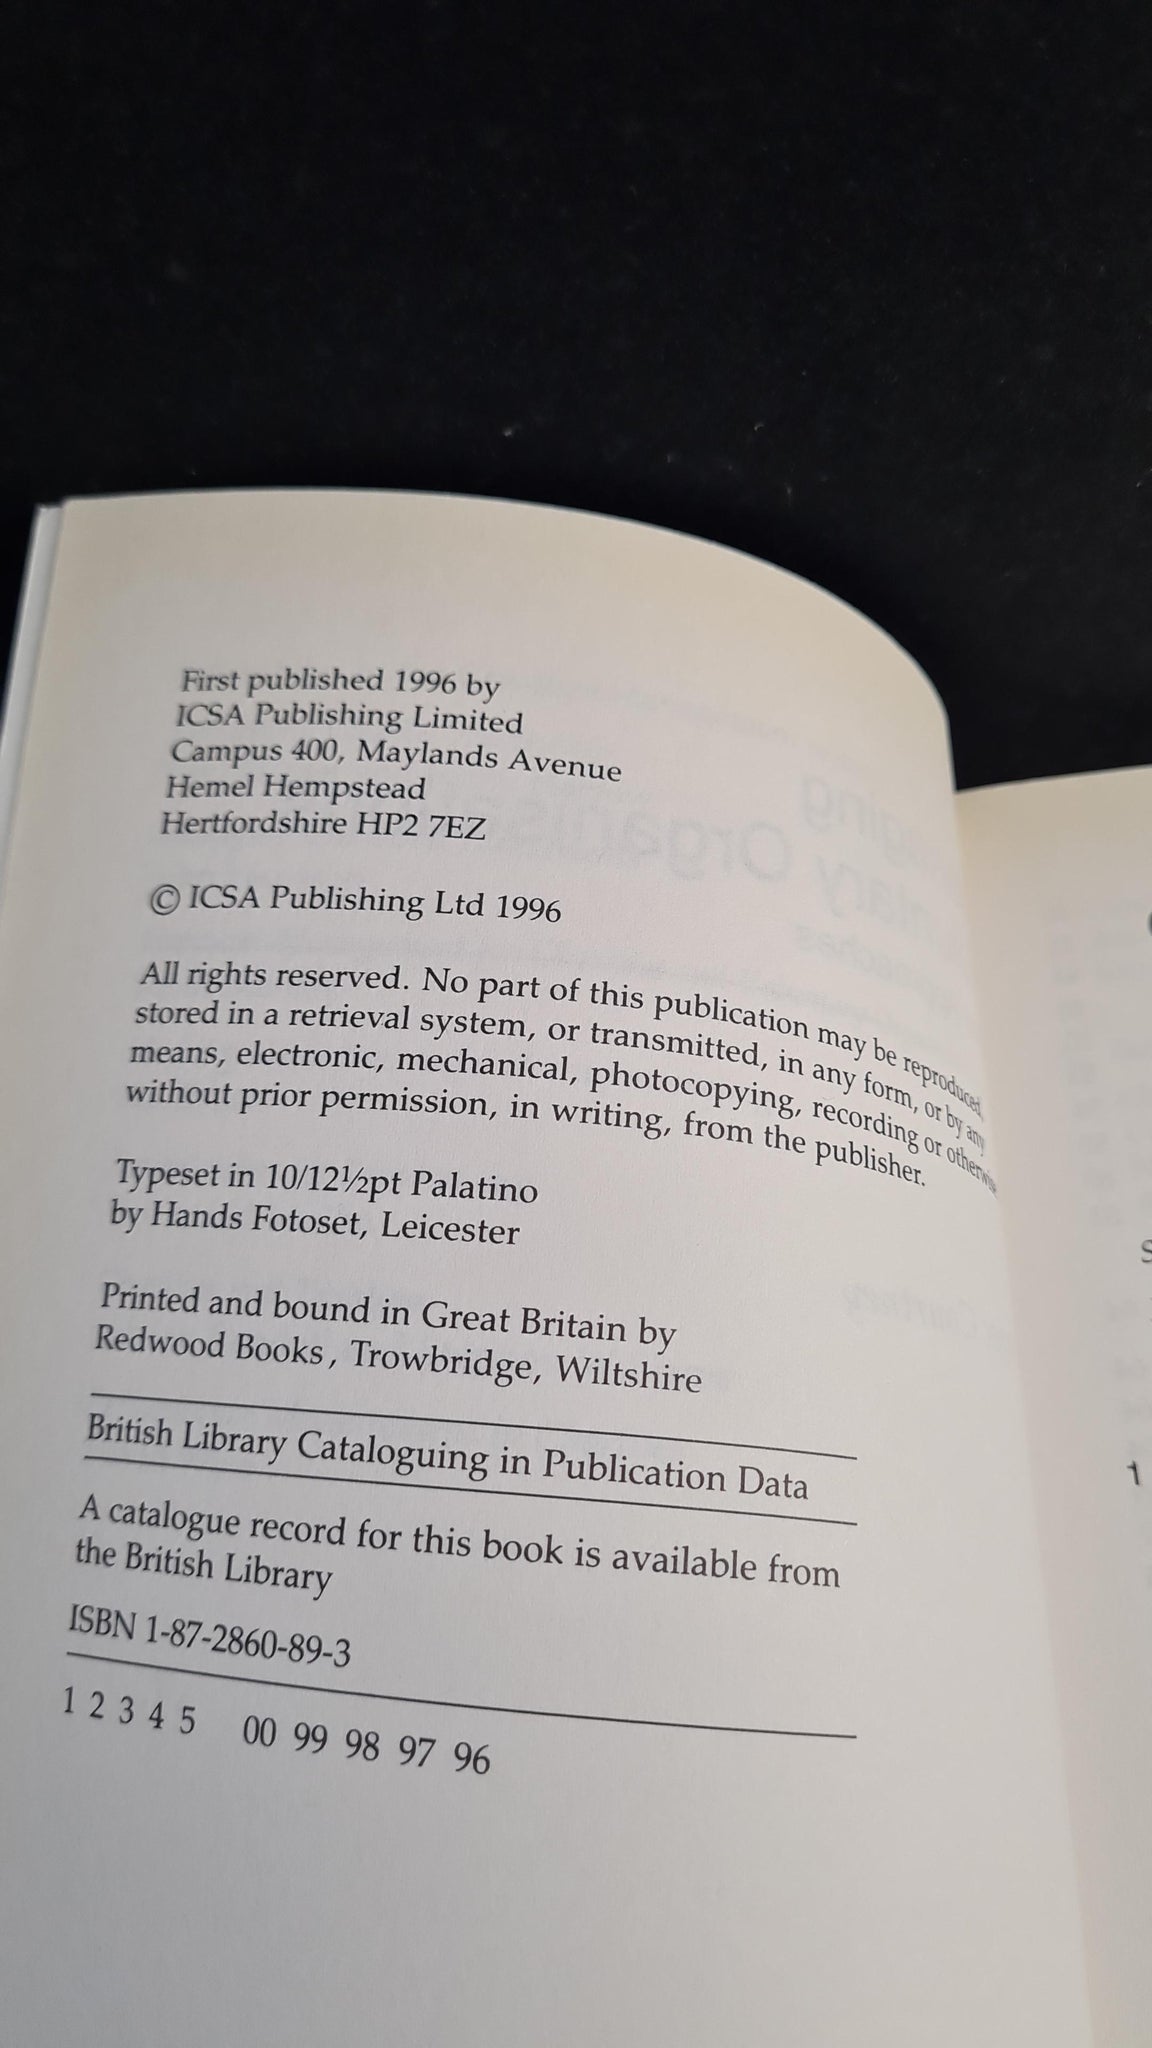 First published 1996 by
ICSA Publishing Limited
Campus 400, Maylands Avenue
Hemel Hempstead
Hertfordshire HP2 7EZ
© ICSA Publishing Ltd 1996
All rights reserved. No part of this publication may be reproduced,
stored in a retrieval system, or transmitted, in any form, or by any
means, electronic, mechanical, photocopying, recording or otherwise
without prior permission, in writing, from the publisher.
Typeset in 10/12½pt Palatino
by Hands Fotoset, Leicester
Printed and bound in Great Britain by
Redwood Books, Trowbridge, Wiltshire
British Library Cataloguing in Publication Data
A catalogue record for this book is available from
the British Library
ISBN 1-87-2860-89-3
1 2 3 4 5 00 99 98 97 96
1